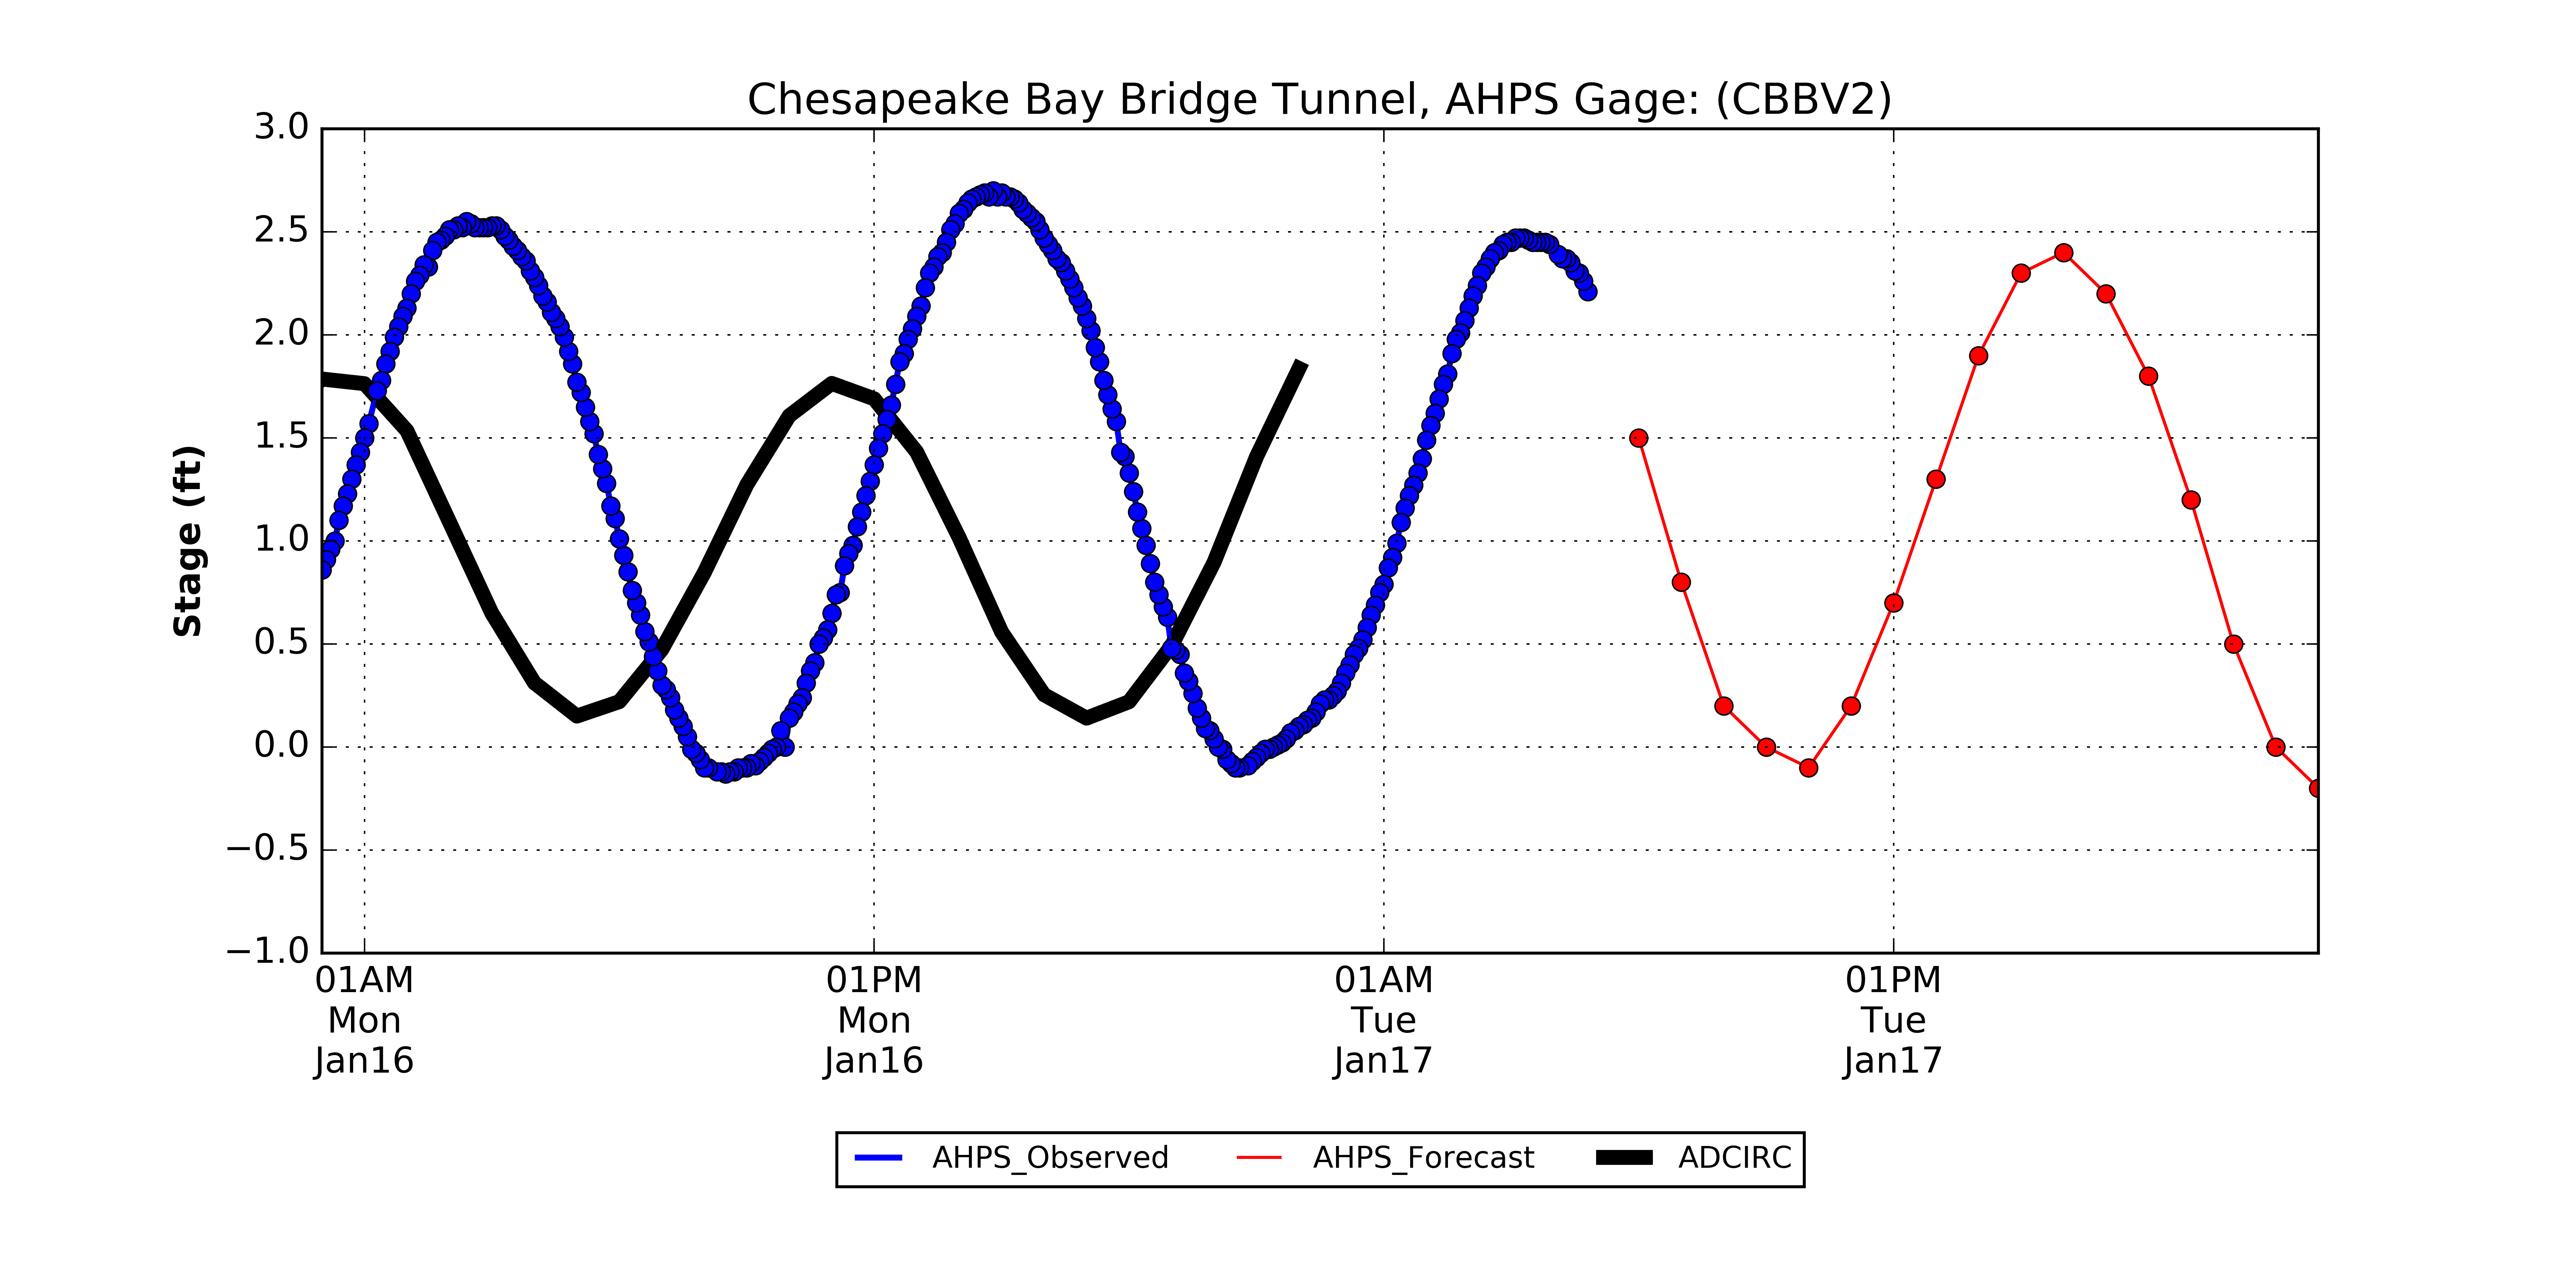 Chesapeake Bay Bridge Tunnel, AHPS Gage: (CBBV2)
3.0
2.5
2.0
1.5
1.0
0.5
0.0
−0.5
−1.0
Stage (ft)
01AM
Mon
Jan16
01PM
Mon
Jan16
01AM
Tue
Jan17
01PM
Tue
Jan17
AHPS_Observed
AHPS_Forecast
ADCIRC